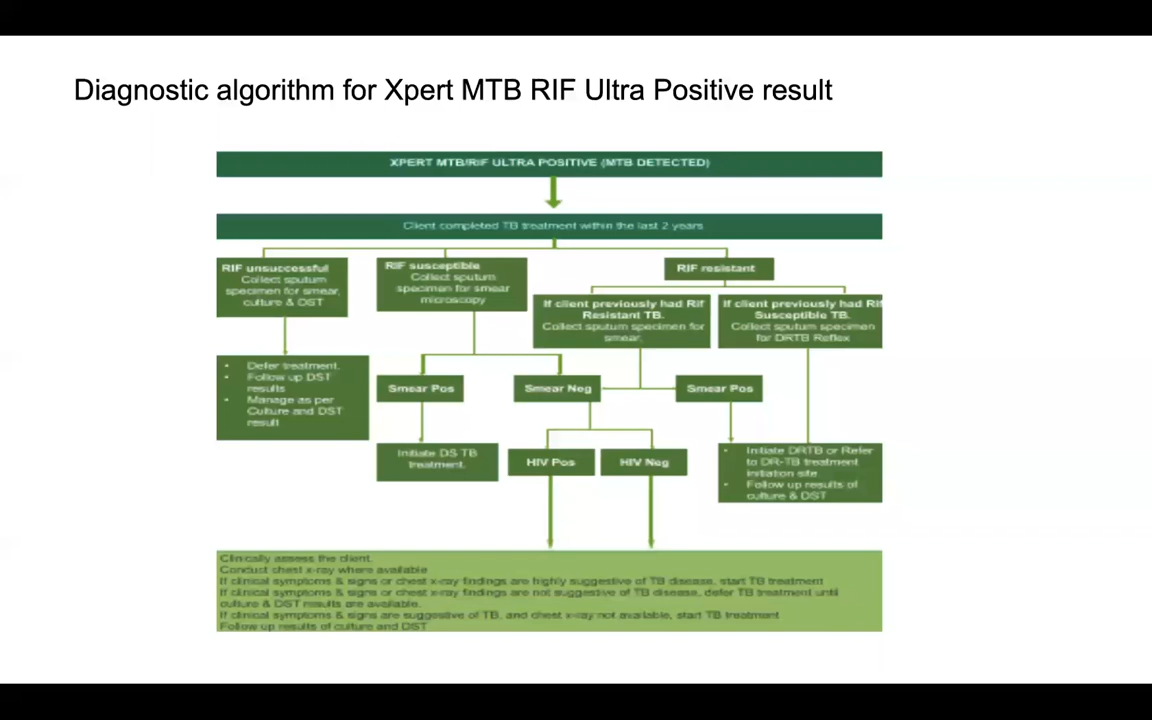 Diagnostic algorithm for Xpert MTB RIF Ultra Positive result
XPERT MTB/RIF ULTRA POSITIVE (MTB DETECTED)
Client completed TB treatment within the last 2 years
RIF unsuccessful
Collect sputum
specimen for smear,
culture & DST
RIF susceptible
Collect sputum
specimen for smear
microscopy
RIF resistant
If client previously had Rif
Resistant TB.
Collect sputum specimen for
smear,
If client previously had Rif
Susceptible TB.
Collect sputum specimen
for DRTB Reflex
• Defer treatment.
• Follow up DST
results
• Manage as per
Culture and DST
result
Smear Pos
Smear Neg
Smear Pos
Initiate DS TB
treatment.
HIV Pos
HIV Neg
• Initiate DRTB or Refer
to DR-TB treatment
initiation site
• Follow up results of
culture & DST
Clinically assess the client.
Conduct chest x-ray where available
If clinical symptoms & signs or chest x-ray findings are highly suggestive of TB disease, start TB treatment
If clinical symptoms & signs or chest x-ray findings are not suggestive of TB disease, defer TB treatment until
culture & DST results are available.
If clinical symptoms & signs are suggestive of TB, and chest x-ray not available, start TB treatment
Follow up results of culture and DST